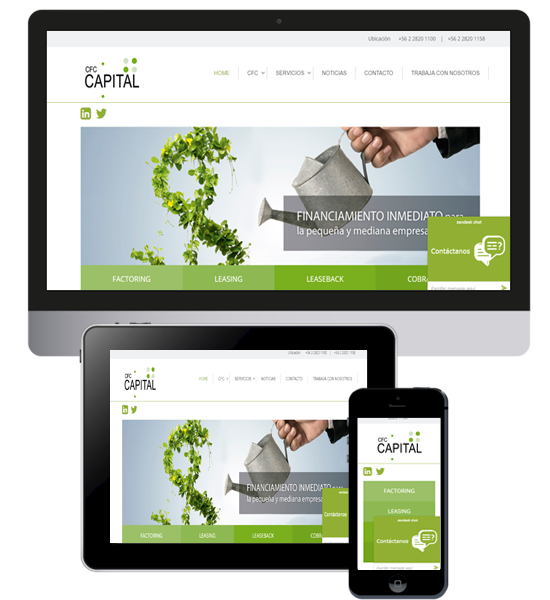 Ubicación +56 2 2820 1100 | +56 2 2820 1158
CFC
CAPITAL
HOME CFC SERVICIOS NOTICIAS CONTACTO TRABAJA CON NOSOTROS
in
FINANCIAMIENTO INMEDIATO para
la pequeña y mediana empresa
zendesk chat
Contáctanos
FACTORING LEASING LEASEBACK COBRA
Ubicación +56 2 2820 1100 | +56 2 2820 1158
CFC
CAPITAL
HOME CFC SERVICIOS NOTICIAS CONTACTO TRABAJA CON NOSOTROS
in
FINANCIAMIENTO INMEDIATO para
la pequeña y mediana empresa
Contáctanos
FACTORING LEASING LEASEBACK COBRA
CFC
CAPITAL
in
FACTORING
LEASING
zendesk chat
Contáctanos